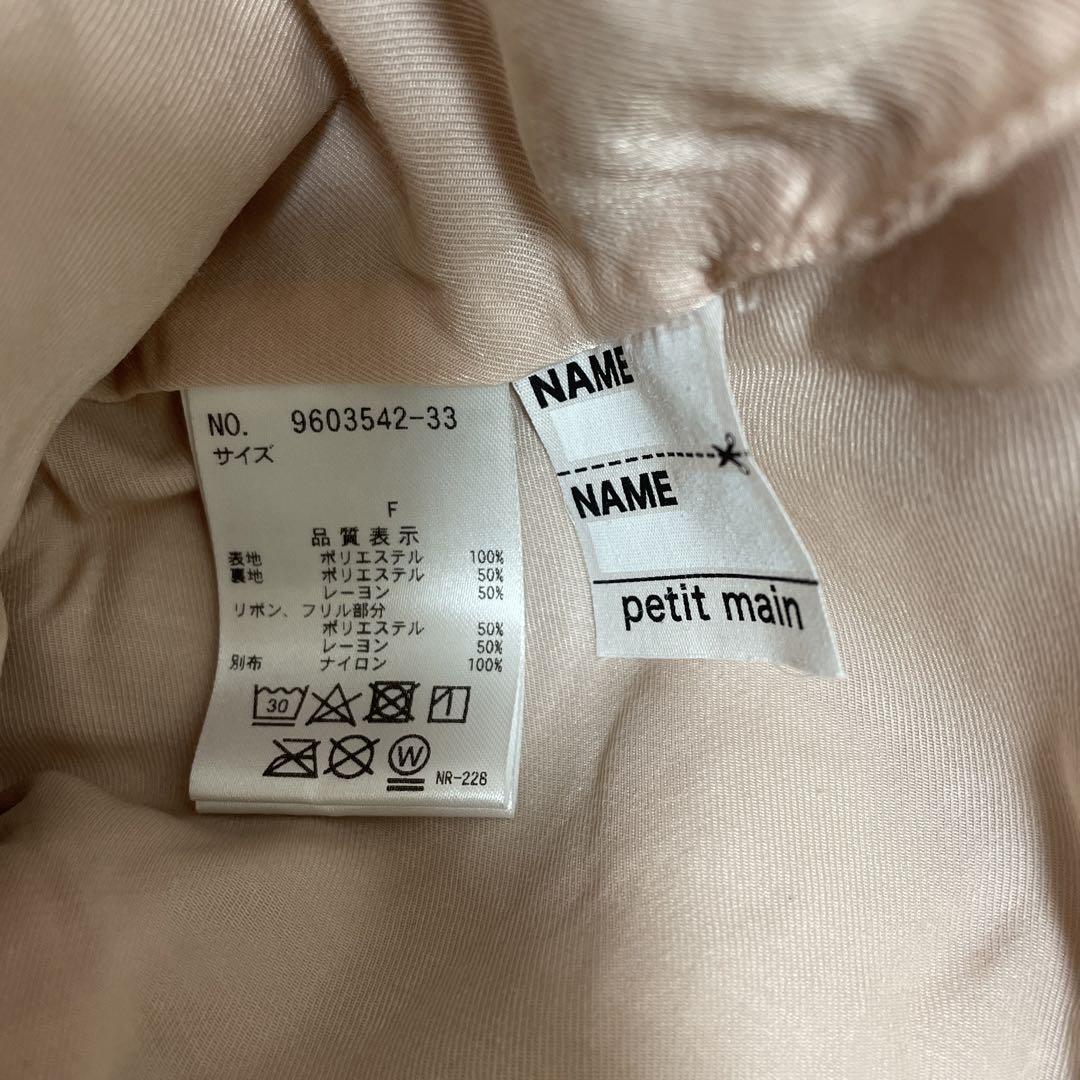 NO. 9603542-33
サイズ
F
品質表示
表地 ポリエステル 100%
裏地 ポリエステル 50%
レーヨン 50%
リボン、フリル部分
ポリエステル 50%
レーヨン 50%
別布 ナイロン 100%
30
W NR-228
NAME
NAME
petit main